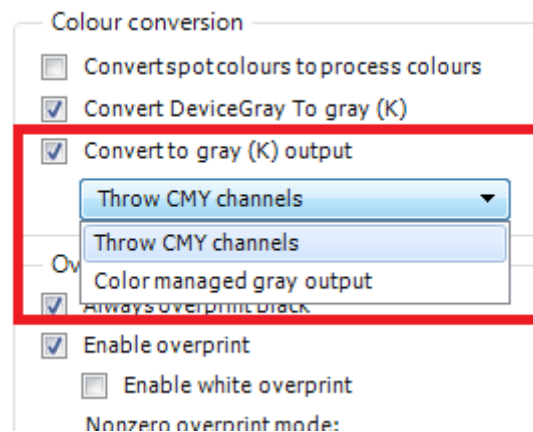 Colour conversion
Convert spot colours to process colours
Convert DeviceGray To gray (K)
Convert to gray (K) output
Throw CMY channels
Throw CMY channels
Ov
Color managed gray output
Always overprint black
Enable overprint
Enable white overprint
Nonzero overprint mode: